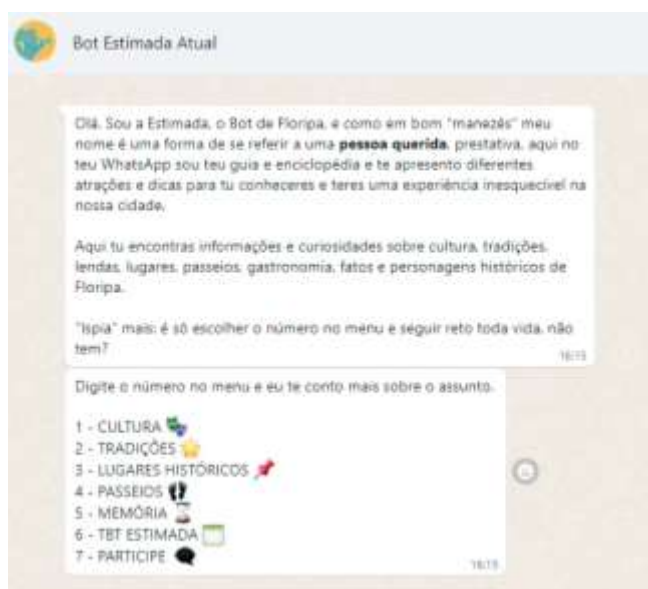 Bot Estimada Atual
Olá, Sou a Estimada, o Bot de Floripa, e como em bom "manezês" meu
nome é uma forma de se referir a uma pessoa querida, prestativa, aqui no
teu WhatsApp sou teu guia e enciclopédia e te apresento diferentes
atrações e dicas para tu conheceres e teres uma experiência inesquecível na
nossa cidade.
Aqui tu encontras informações e curiosidades sobre cultura, tradições,
lendas, lugares, passeios, gastronomia, fatos e personagens históricos de
Floripa.
"Ispia" mais: é só escolher o número no menu e seguir reto toda vida, não
tem?
16:15
Digite o número no menu e eu te conto mais sobre o assunto.
1 - CULTURA
2 - TRADIÇÕES
3 - LUGARES HISTÓRICOS
4 - PASSEIOS
5 - MEMÓRIA
6 - TBT ESTIMADA
7 - PARTICIPE
16:15